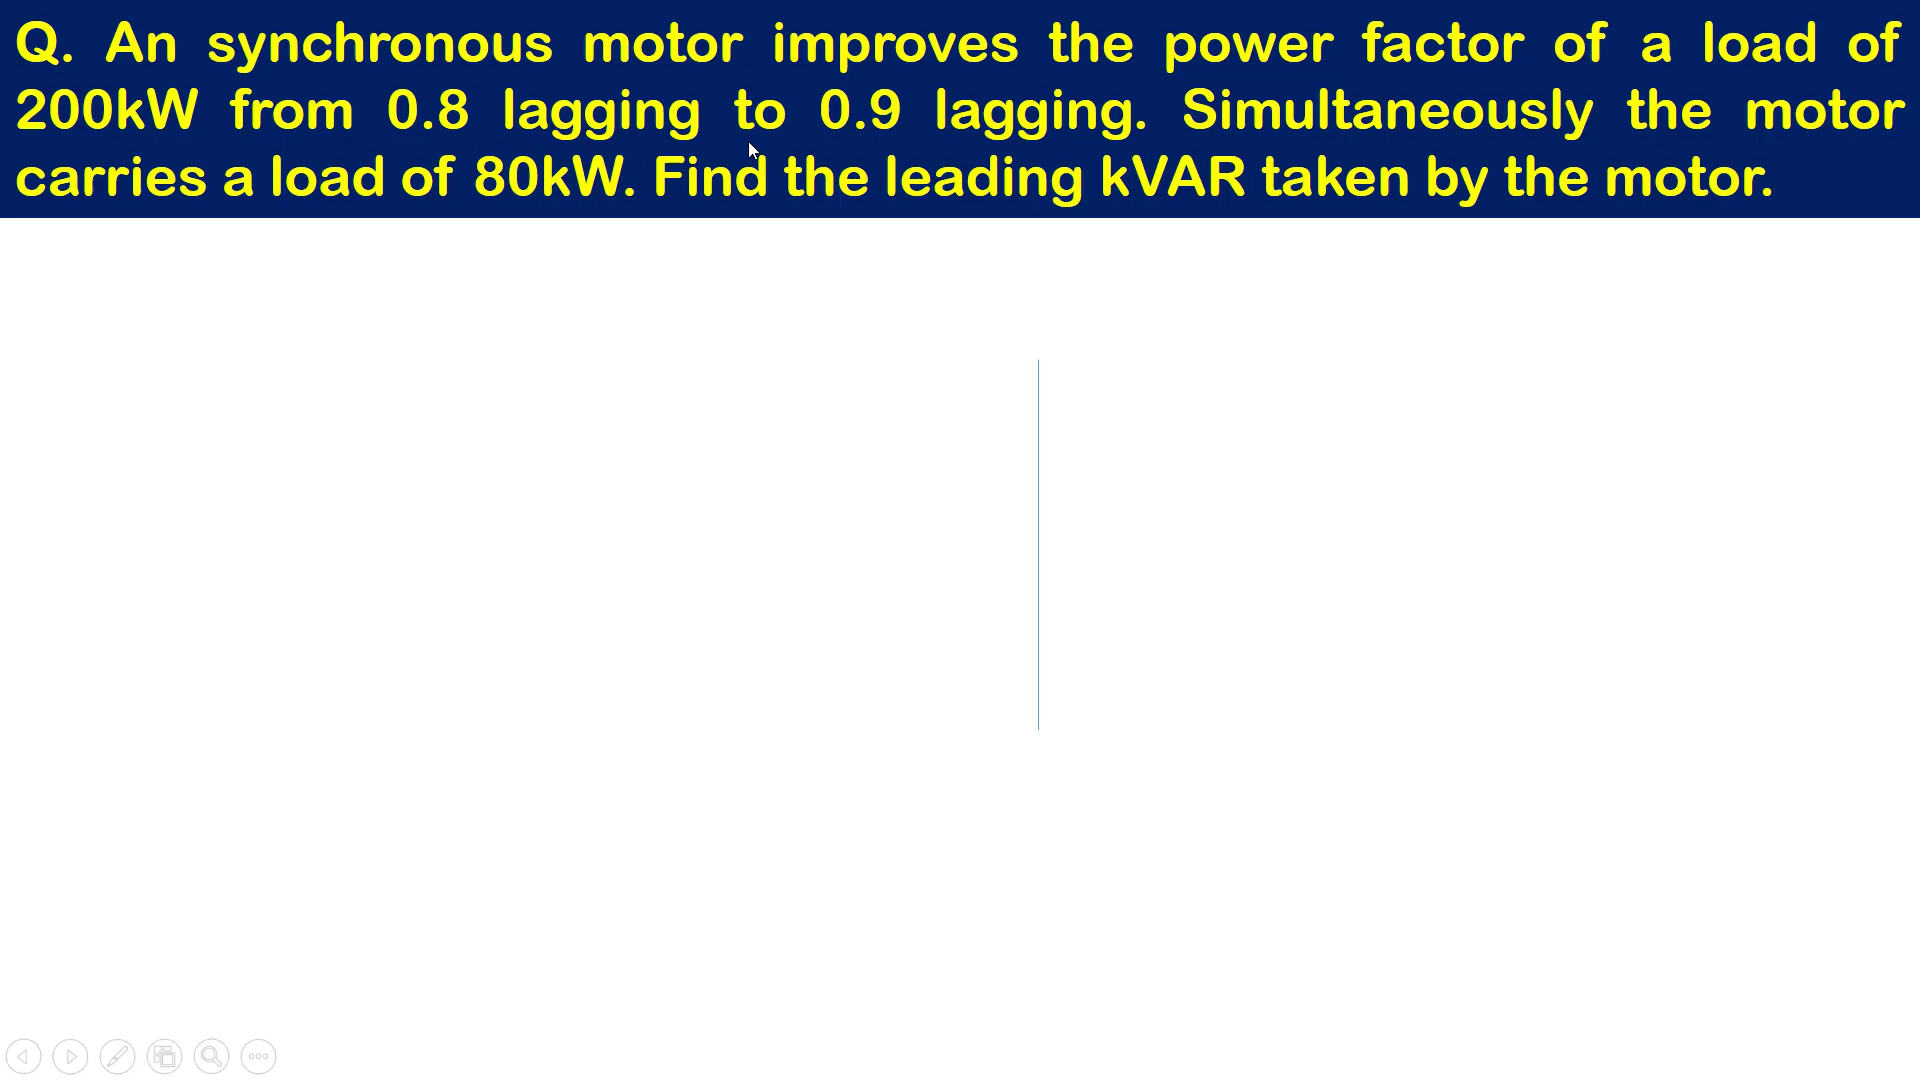 Q. An synchronous motor improves the power factor of a load of
200kW from 0.8 lagging to 0.9 lagging. Simultaneously the motor
carries a load of 80kW. Find the leading kVAR taken by the motor.